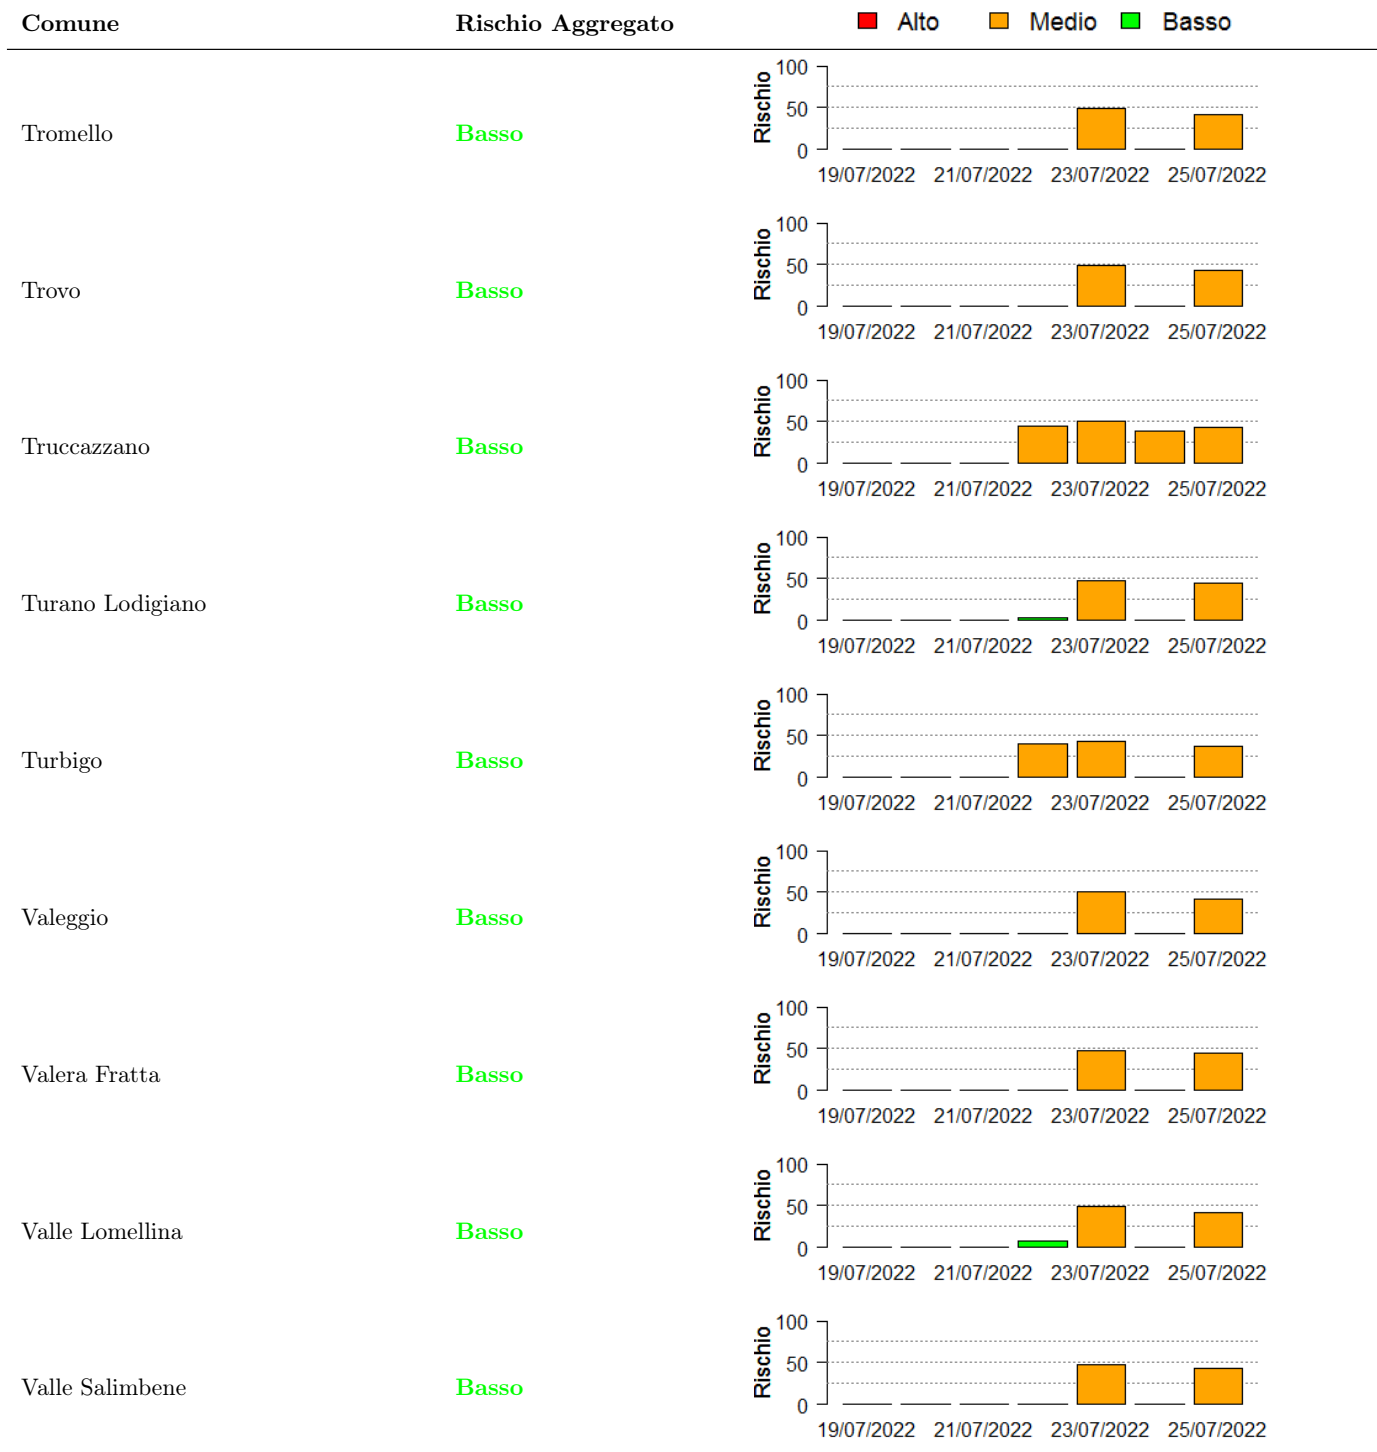 Comune Rischio Aggregato Alto Medio Basso
Tromello Basso
Rischio
100
50
0
19/07/2022 21/07/2022 23/07/2022 25/07/2022
Trovo Basso
Rischio
100
50
0
19/07/2022 21/07/2022 23/07/2022 25/07/2022
Truccazzano Basso
Rischio
100
50
0
19/07/2022 21/07/2022 23/07/2022 25/07/2022
Turano Lodigiano Basso
Rischio
100
50
0
19/07/2022 21/07/2022 23/07/2022 25/07/2022
Turbigo Basso
Rischio
100
50
0
19/07/2022 21/07/2022 23/07/2022 25/07/2022
Valeggio Basso
Rischio
100
50
0
19/07/2022 21/07/2022 23/07/2022 25/07/2022
Valera Fratta Basso
Rischio
100
50
0
19/07/2022 21/07/2022 23/07/2022 25/07/2022
Valle Lomellina Basso
Rischio
100
50
0
19/07/2022 21/07/2022 23/07/2022 25/07/2022
Valle Salimbene Basso
Rischio
100
50
0
19/07/2022 21/07/2022 23/07/2022 25/07/2022